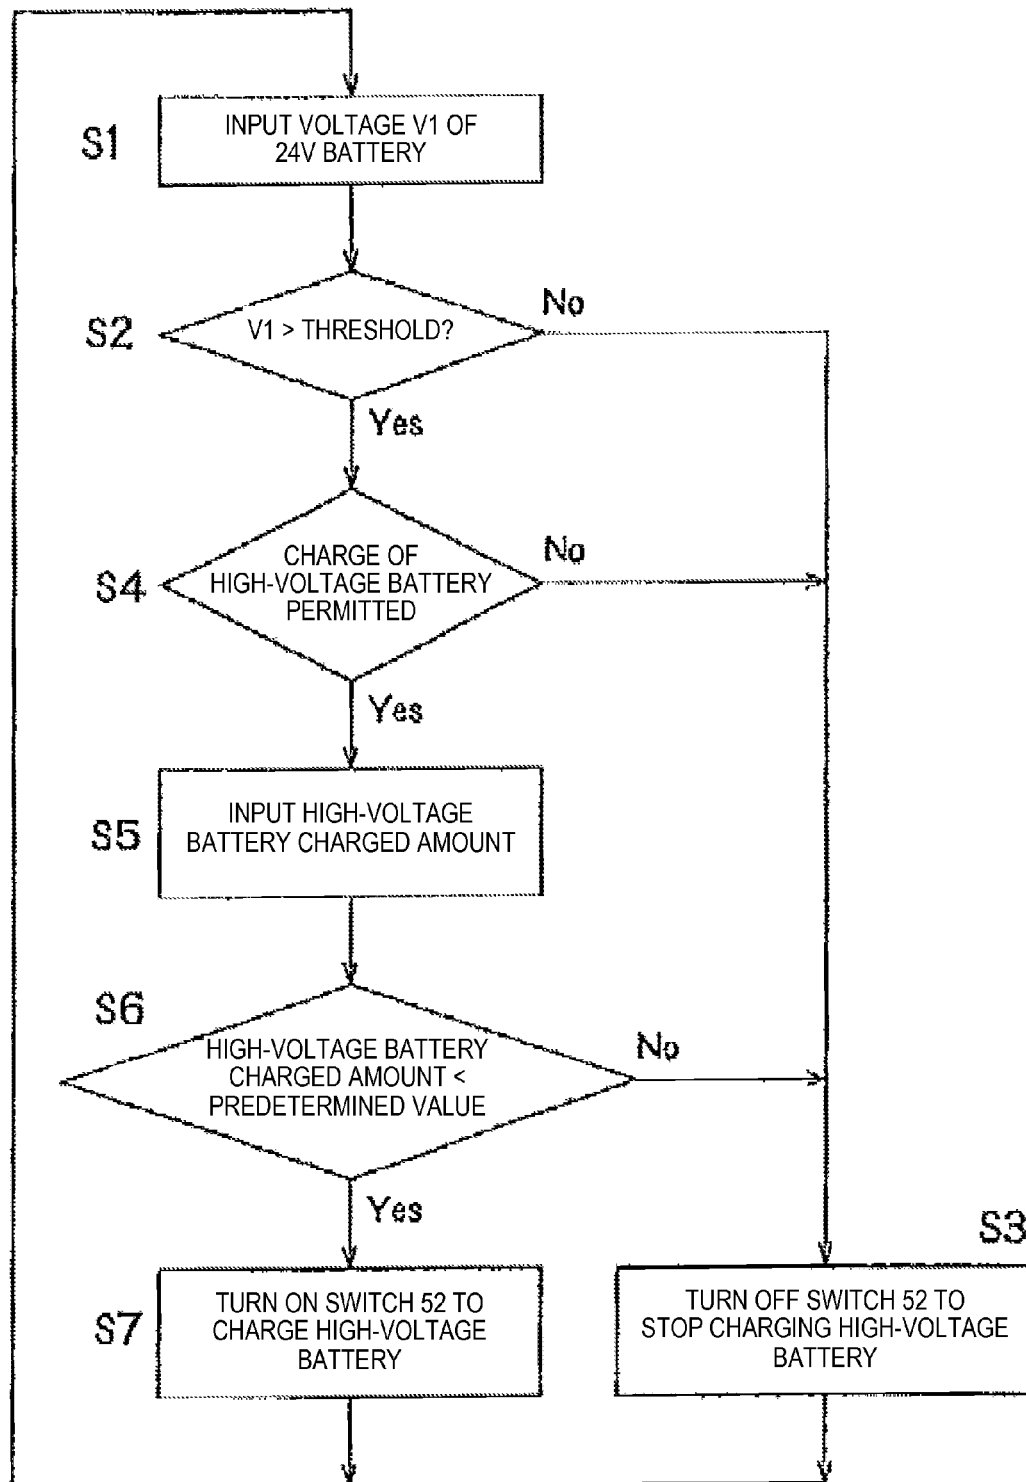 S1
INPUT VOLTAGE V1 OF
24V BATTERY
S2
V1 > THRESHOLD?
No
Yes
S4
CHARGE OF
HIGH-VOLTAGE BATTERY
PERMITTED
No
Yes
S5
INPUT HIGH-VOLTAGE
BATTERY CHARGED AMOUNT
S6
HIGH-VOLTAGE BATTERY
CHARGED AMOUNT <
PREDETERMINED VALUE
No
Yes
S7
TURN ON SWITCH 52 TO
CHARGE HIGH-VOLTAGE
BATTERY
S3
TURN OFF SWITCH 52 TO
STOP CHARGING HIGH-VOLTAGE
BATTERY